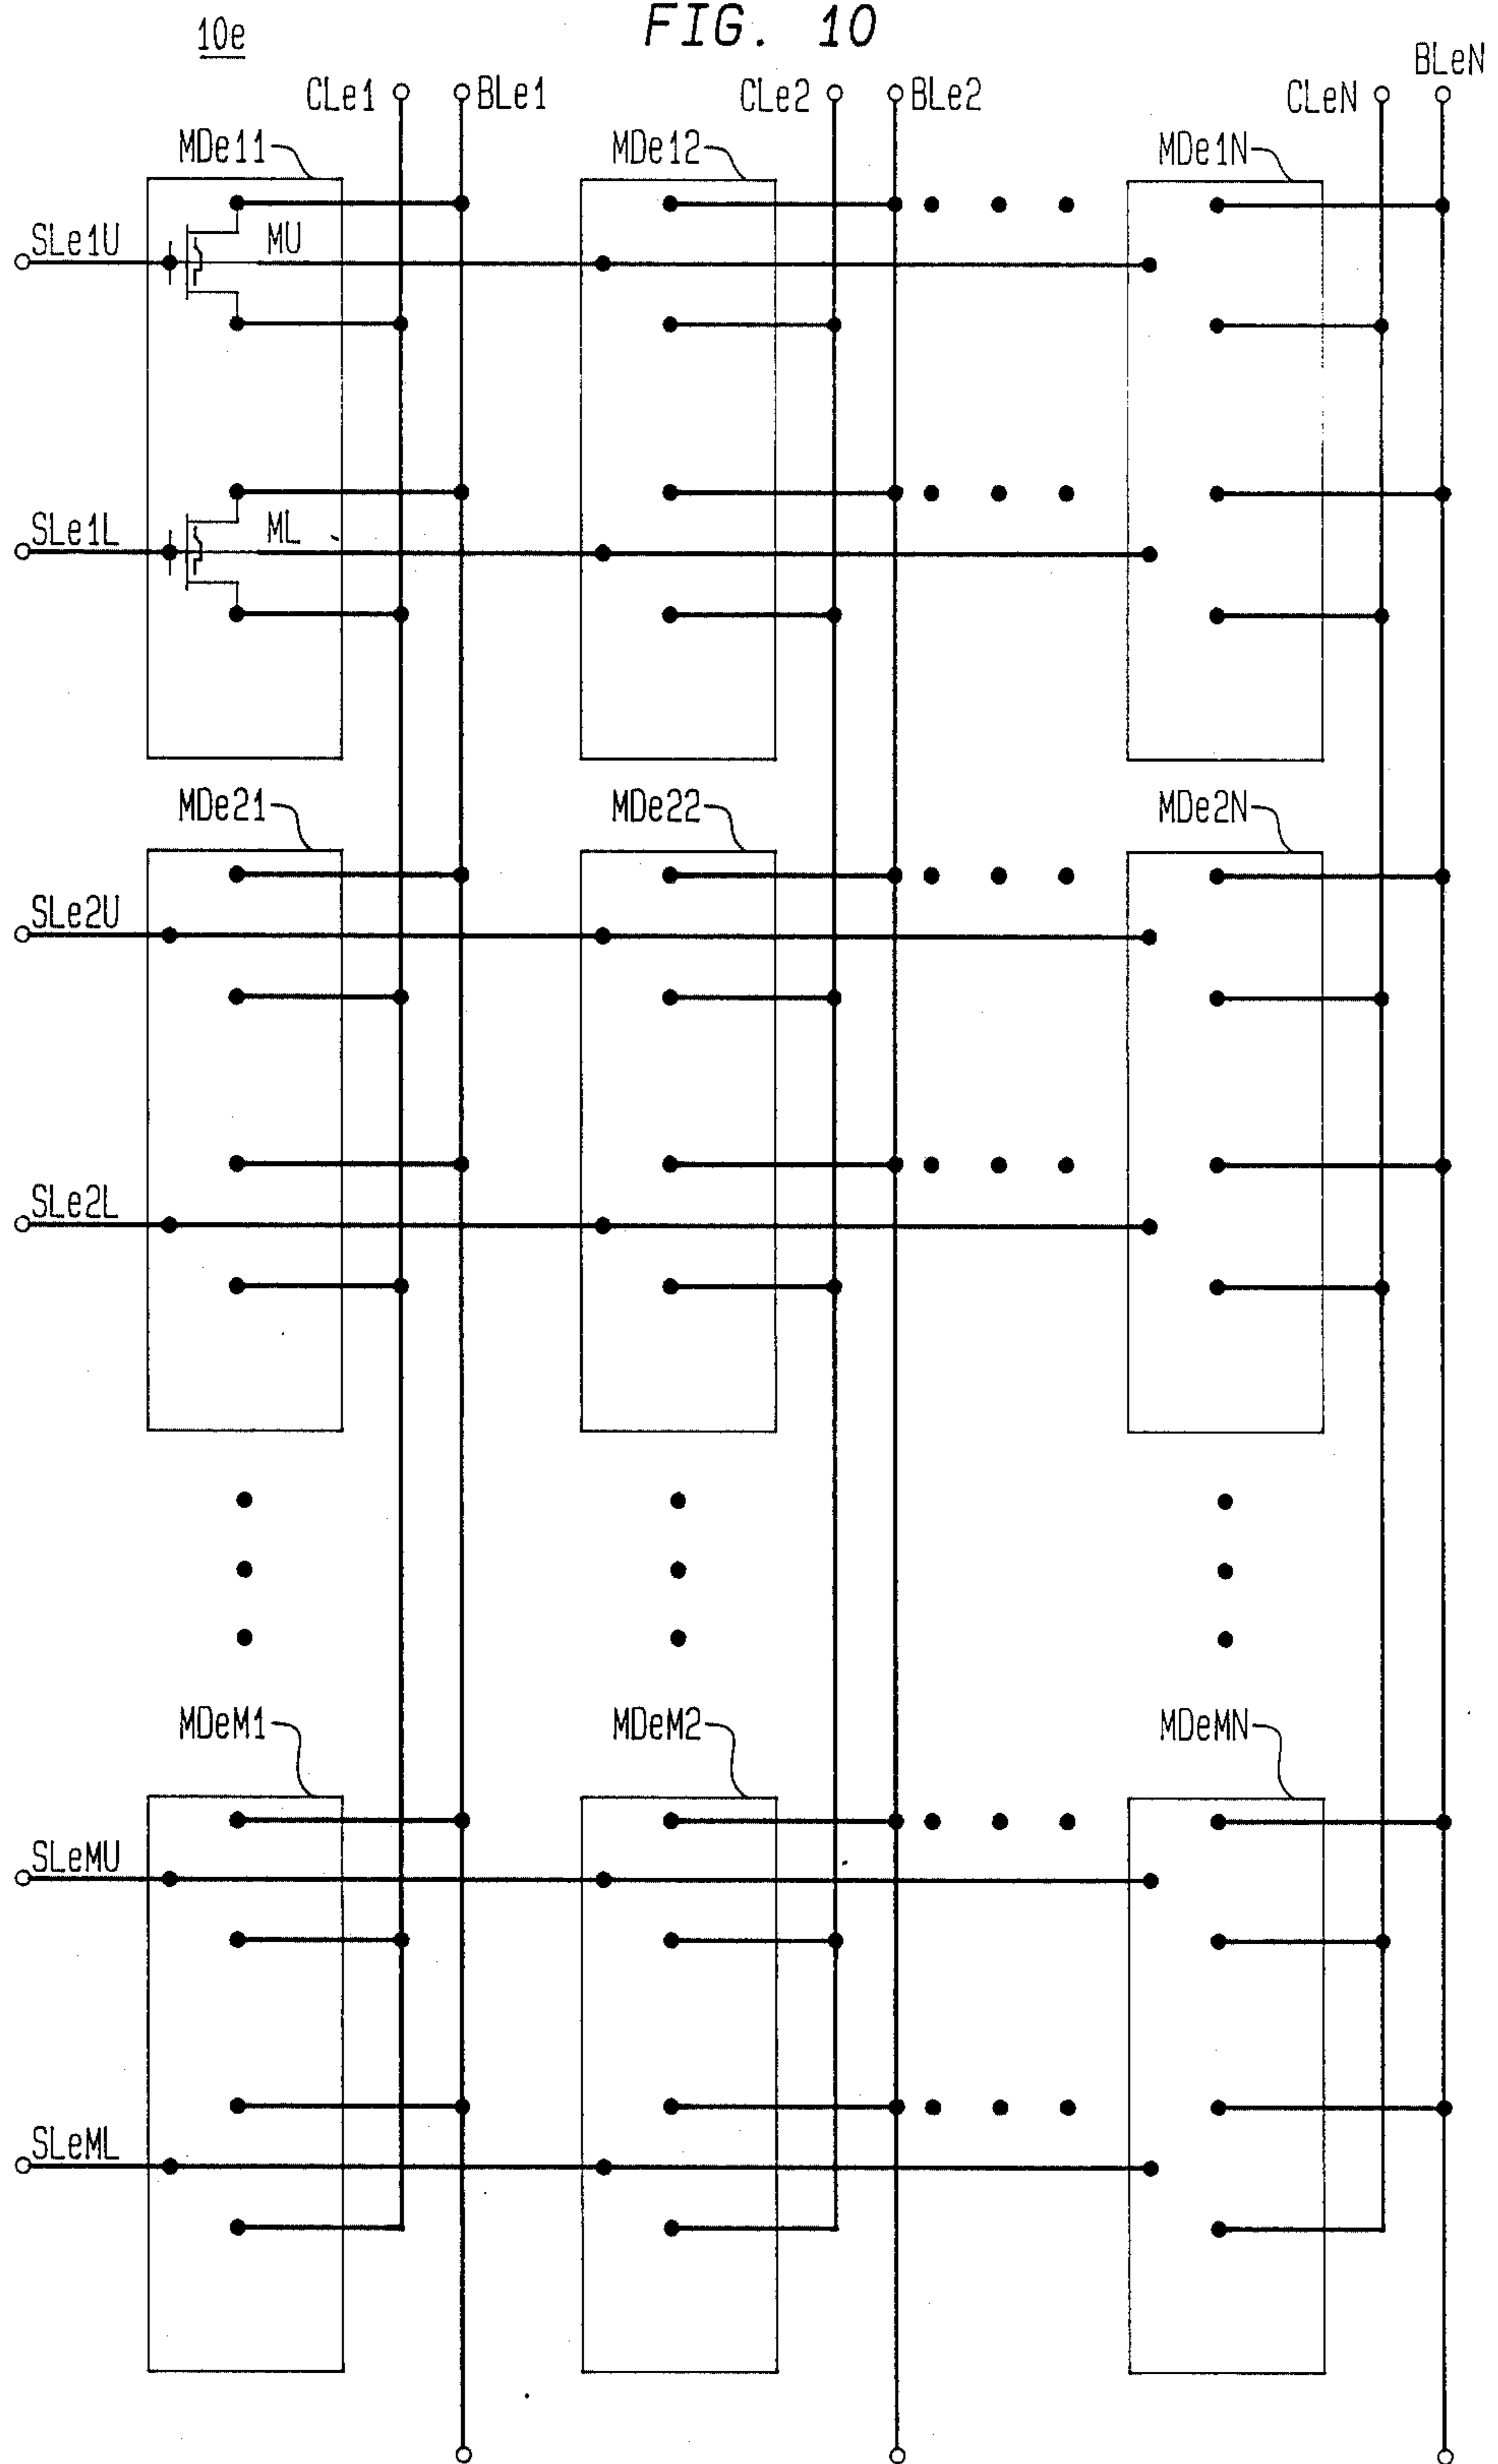 FIG. 10
10e
CLe1
BLe1
CLe2
BLe2
CLeN
BLeN
MDe11
MDe12
MDe1N
SLe1U
MU
SLe1L
ML
MDe21
MDe22
MDe2N
SLe2U
SLe2L
MDeM1
MDeM2
MDeMN
SLeMU
SLeML